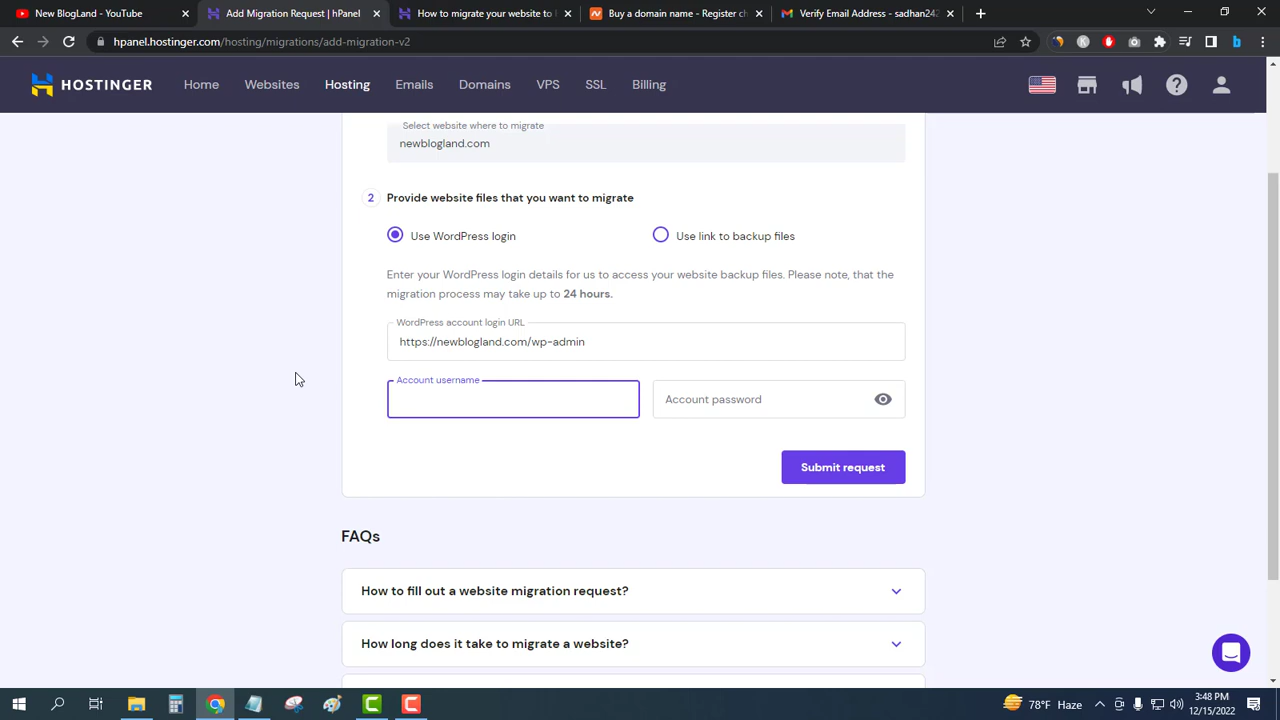 New BlogLand - YouTube
Add Migration Request | hPanel
How to migrate your website to
Buy a domain name - Register
Verify Email Address - sadhan242
hpanel.hostinger.com/hosting/migrations/add-migration-v2
HOSTINGER
Home
Websites
Hosting
Emails
Domains
VPS
SSL
Billing
Select website where to migrate
newblogland.com
2
Provide website files that you want to migrate
Use WordPress login
Use link to backup files
Enter your WordPress login details for us to access your website backup files. Please note, that the
migration process may take up to 24 hours.
WordPress account login URL
https://newblogland.com/wp-admin
Account username
Account password
Submit request
FAQs
How to fill out a website migration request?
How long does it take to migrate a website?
78°F Haze
3:48 PM
12/15/2022